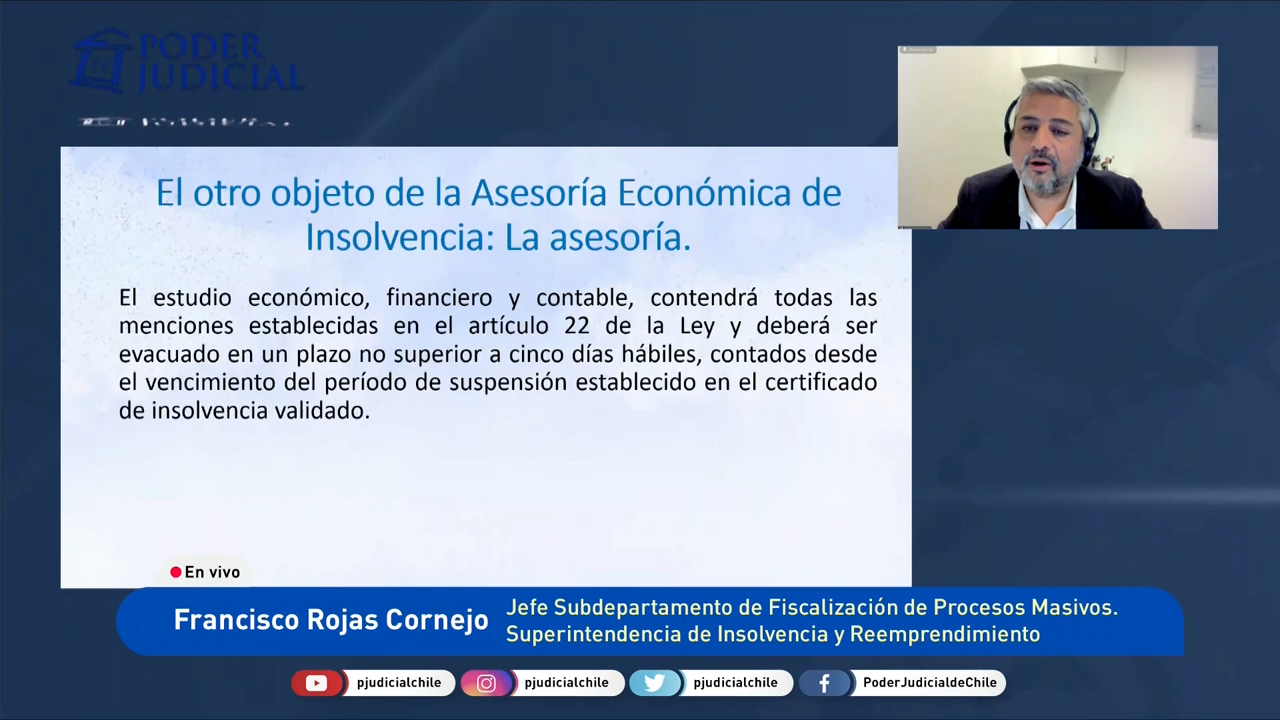 PODER
JUDICIAL
El otro objeto de la Asesoría Económica de
Insolvencia: La asesoría.
El estudio económico, financiero y contable, contendrá todas las
menciones establecidas en el artículo 22 de la Ley y deberá ser
evacuado en un plazo no superior a cinco días hábiles, contados desde
el vencimiento del período de suspensión establecido en el certificado
de insolvencia validado.
En vivo
Francisco Rojas Cornejo
Jefe Subdepartamento de Fiscalización de Procesos Masivos.
Superintendencia de Insolvencia y Reemprendimiento
pjudicialchile
pjudicialchile
pjudicialchile
PoderJudicialdeChile